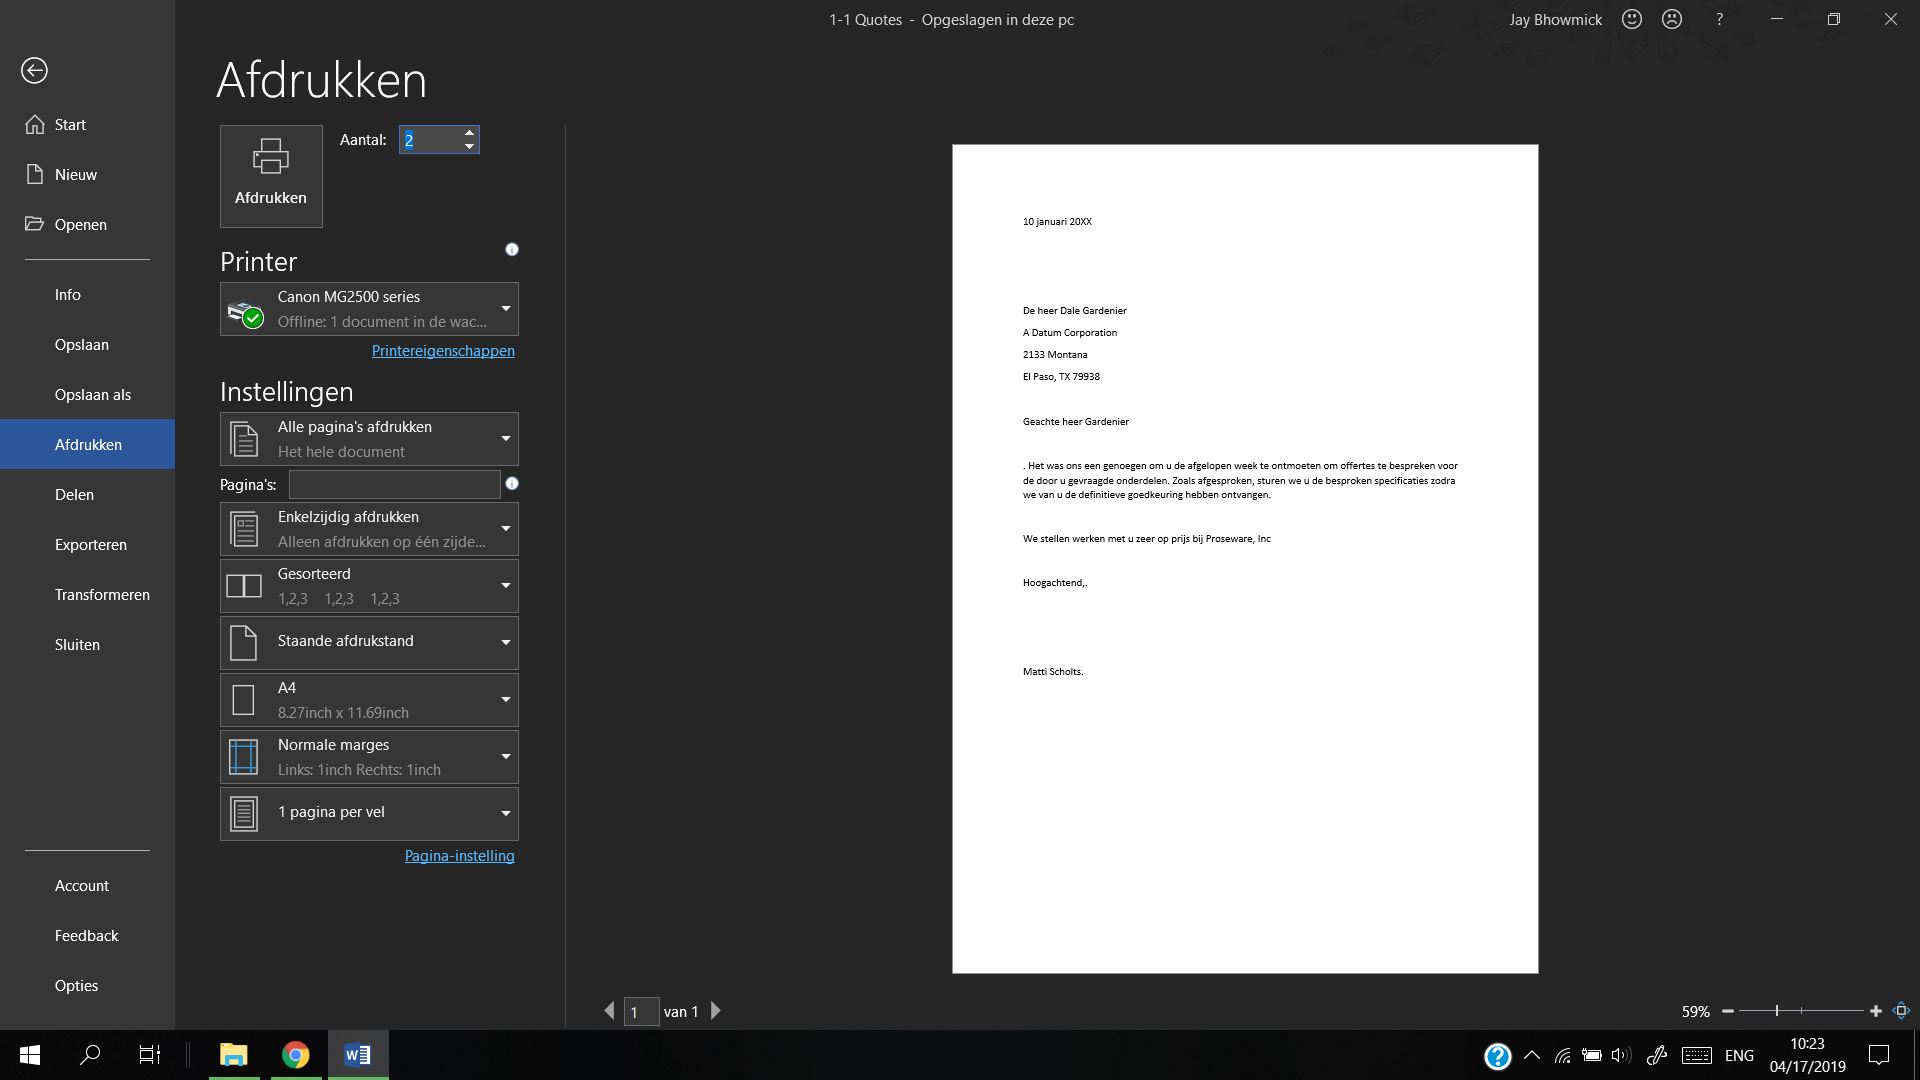 1-1 Quotes - Opgeslagen in deze pc
Jay Bhowmick
?
Start
Nieuw
Openen
Info
Opslaan
Opslaan als
Afdrukken
Delen
Exporteren
Transformeren
Sluiten
Account
Feedback
Opties
Afdrukken
Afdrukken
Aantal: 2
Printer
Canon MG2500 series
Offline: 1 document in de wac...
Printereigenschappen
Instellingen
Alle pagina's afdrukken
Het hele document
Pagina's:
Enkelzijdig afdrukken
Alleen afdrukken op één zijde...
Gesorteerd
1,2,3 1,2,3 1,2,3
Staande afdrukstand
A4
8.27inch x 11.69inch
Normale marges
Links: 1inch Rechts: 1inch
1 pagina per vel
Pagina-instelling
10 januari 20XX
De heer Dale Gardenier
A Datum Corporation
2133 Montana
El Paso, TX 79938
Geachte heer Gardenier
. Het was ons een genoegen om u de afgelopen week te ontmoeten om offertes te bespreken voor
de door u gevraagde onderdelen. Zoals afgesproken, sturen we u de besproken specificaties zodra
we van u de definitieve goedkeuring hebben ontvangen.
We stellen werken met u zeer op prijs bij Proseware, Inc
Hoogachtend,.
Matti Scholts.
1 van 1
59%
ENG
10:23
04/17/2019